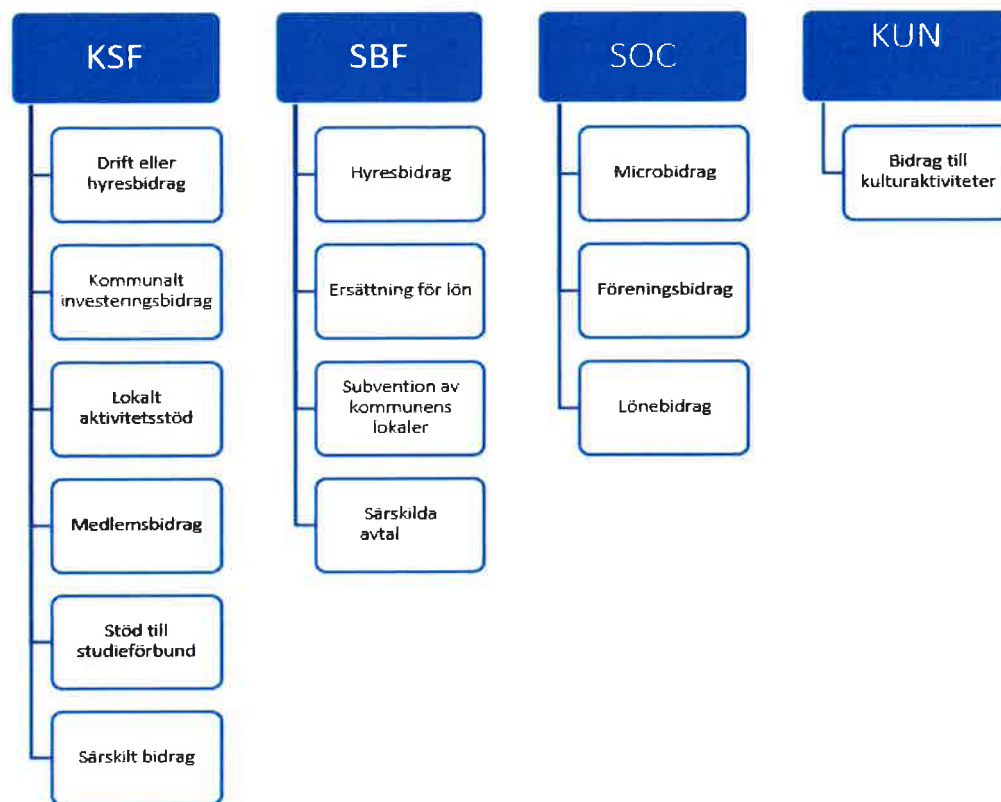 KSF
Drift eller
hyresbidrag
Kommunalt
investeringsbidrag
Lokalt
aktivitetsstöd
Medlemsbidrag
Stöd till
studieförbund
Särskilt bidrag
SBF
Hyresbidrag
Ersättning för lön
Subvention av
kommunens
lokaler
Särskilda
avtal
SOC
Microbidrag
Föreningsbidrag
Lönebidrag
KUN
Bidrag till
kulturaktiviteter